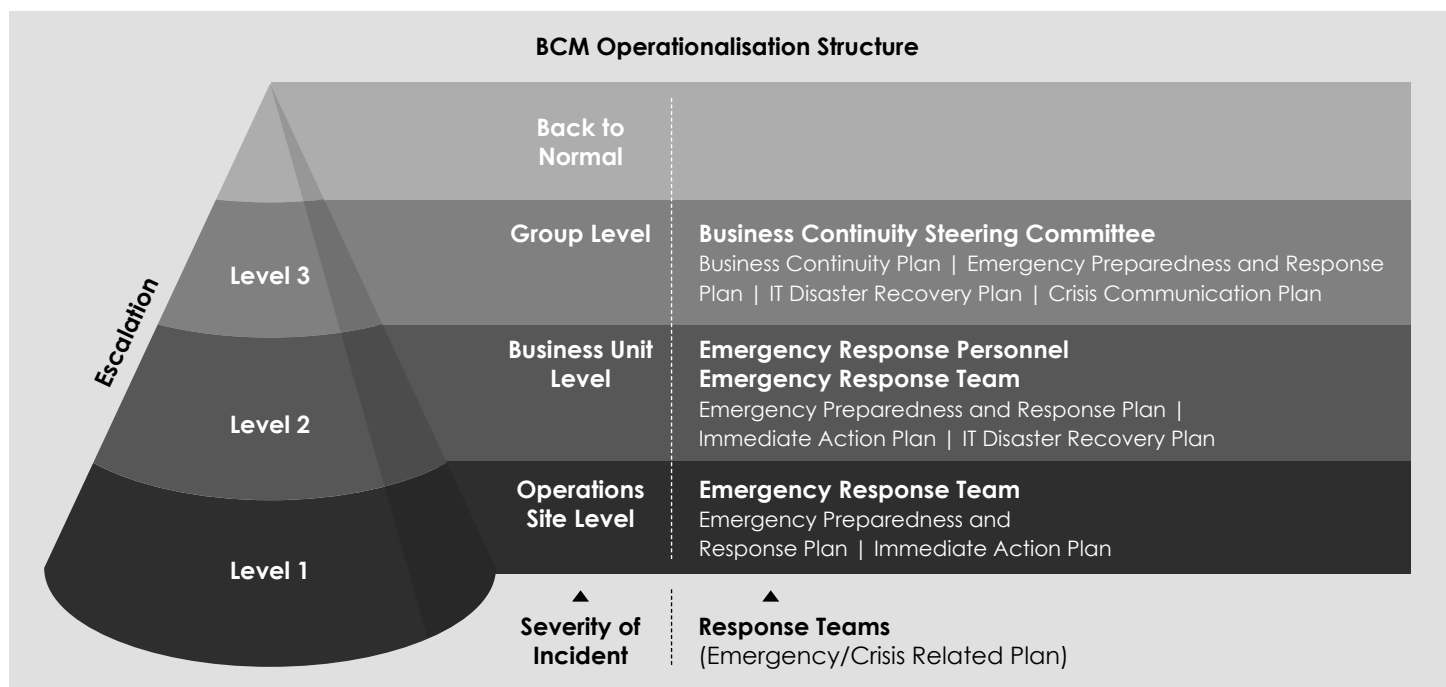 BCM Operationalisation Structure
Escalation
Back to
Normal
Level 3
Group Level
Business Continuity Steering Committee
Business Continuity Plan | Emergency Preparedness and Response
Plan | IT Disaster Recovery Plan | Crisis Communication Plan
Level 2
Business Unit
Level
Emergency Response Personnel
Emergency Response Team
Emergency Preparedness and Response Plan |
Immediate Action Plan | IT Disaster Recovery Plan
Level 1
Operations
Site Level
Emergency Response Team
Emergency Preparedness and
Response Plan | Immediate Action Plan
Severity of
Incident
Response Teams
(Emergency/Crisis Related Plan)